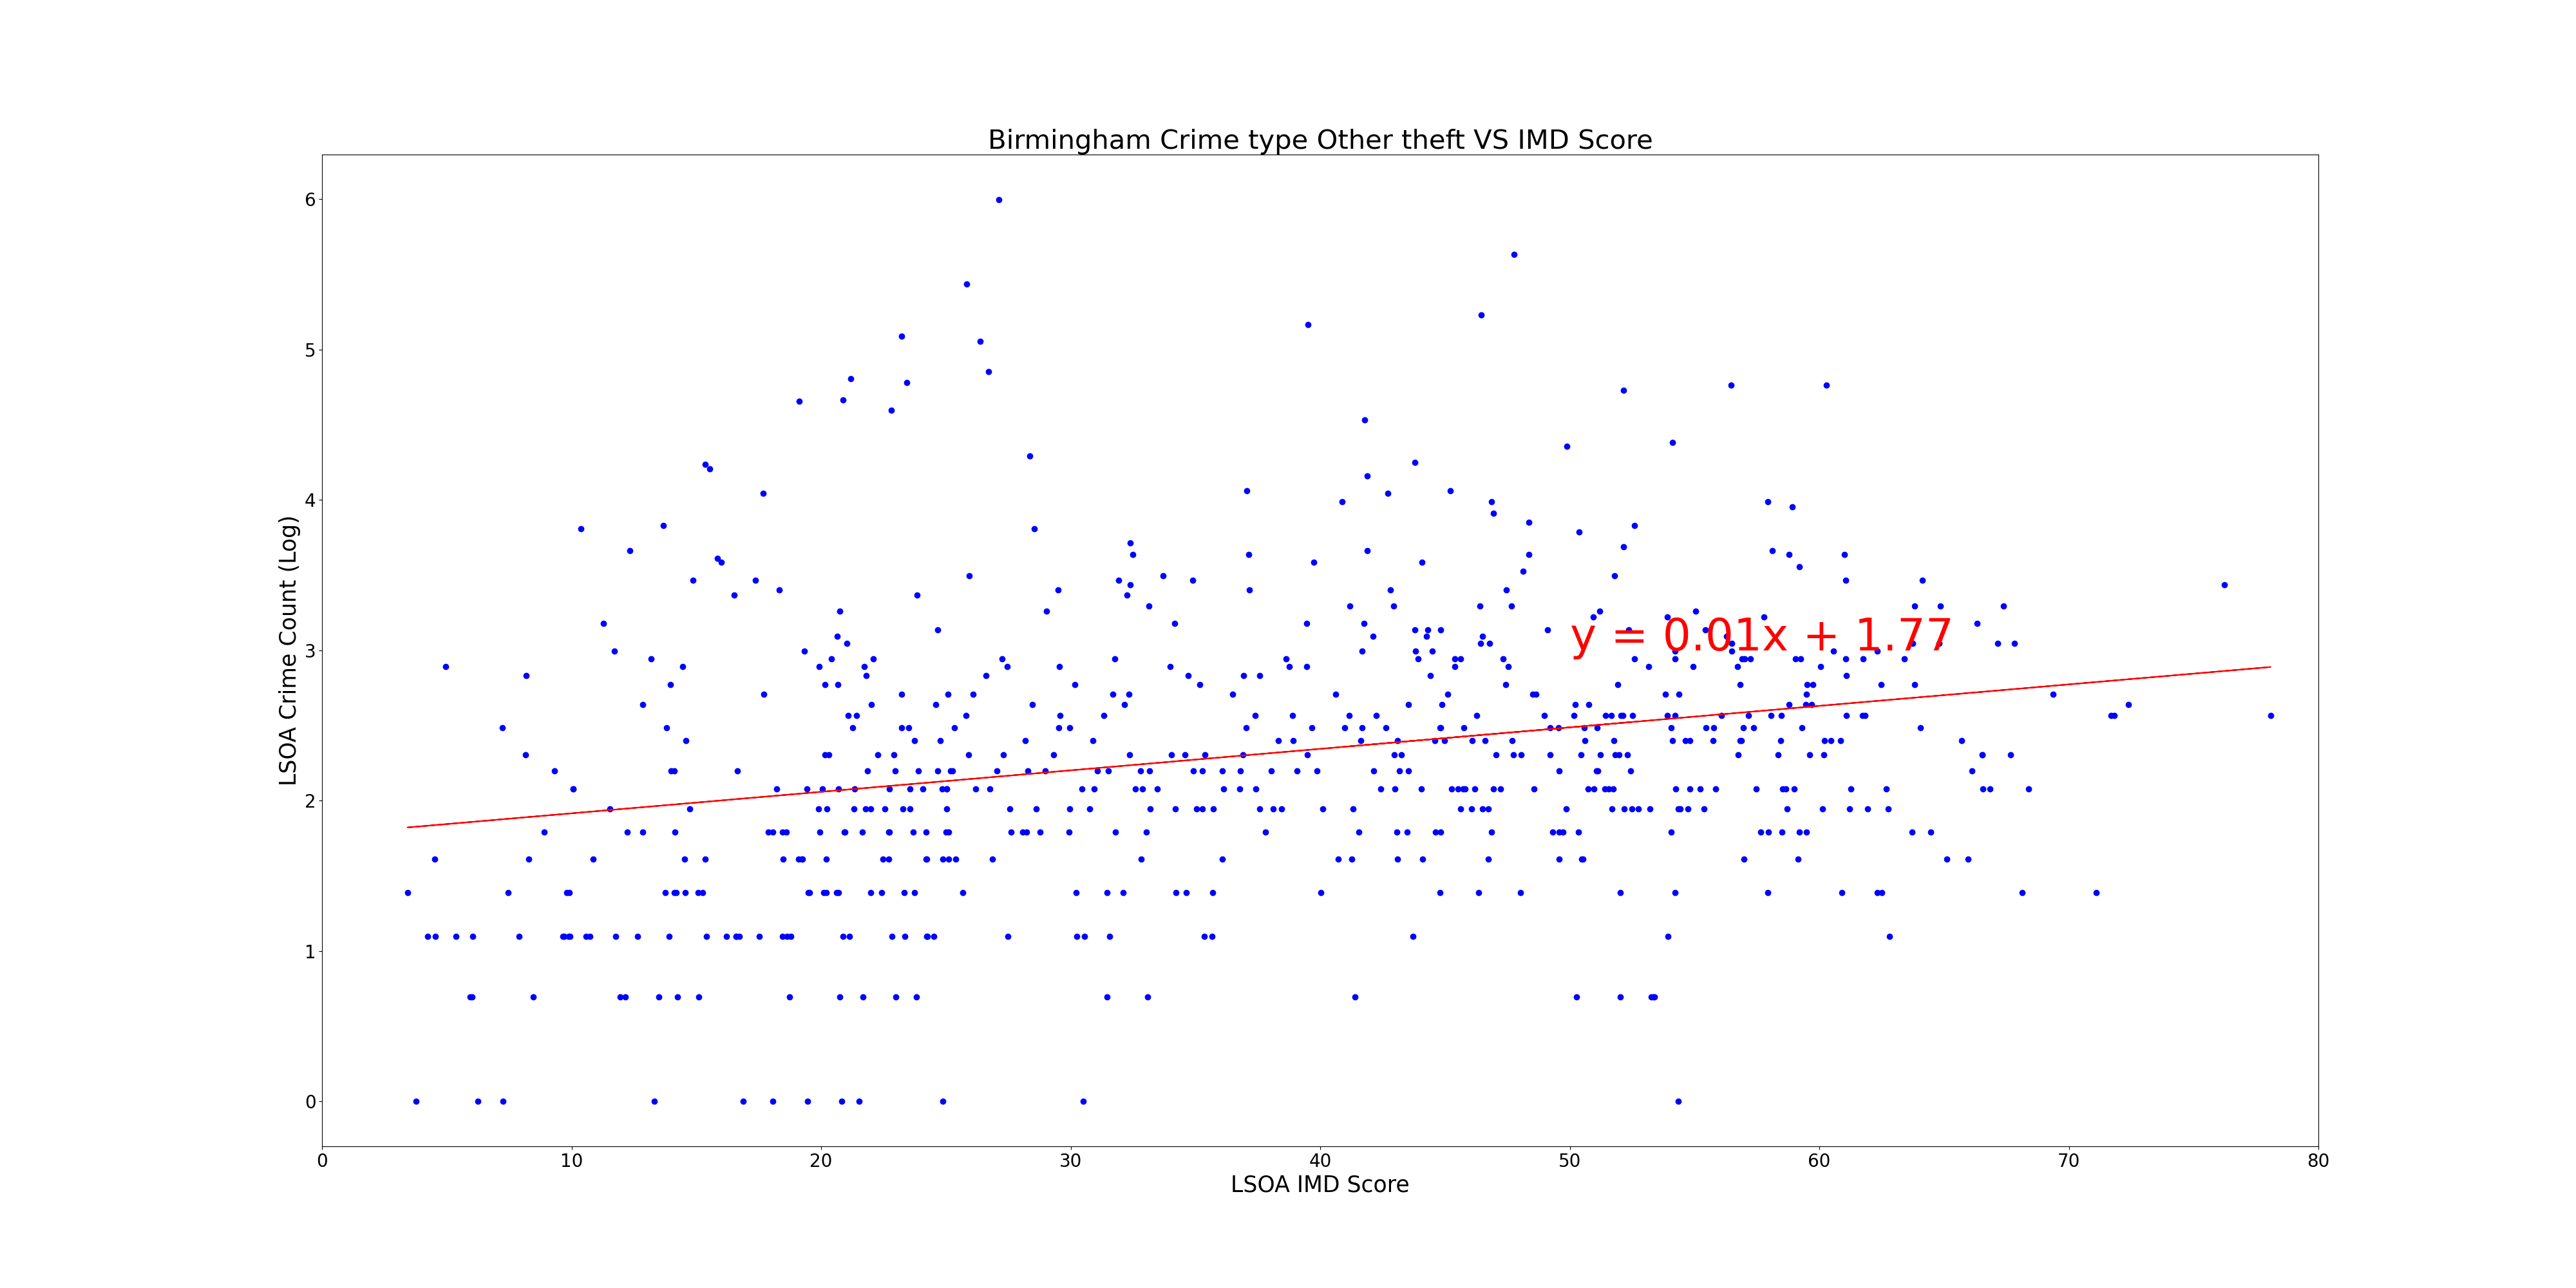 Birmingham Crime type Other theft VS IMD Score
6
5
4
3
2
1
0
LSOA Crime Count (Log)
y = 0.01x + 1.77
0 10 20 30 40 50 60 70 80
LSOA IMD Score